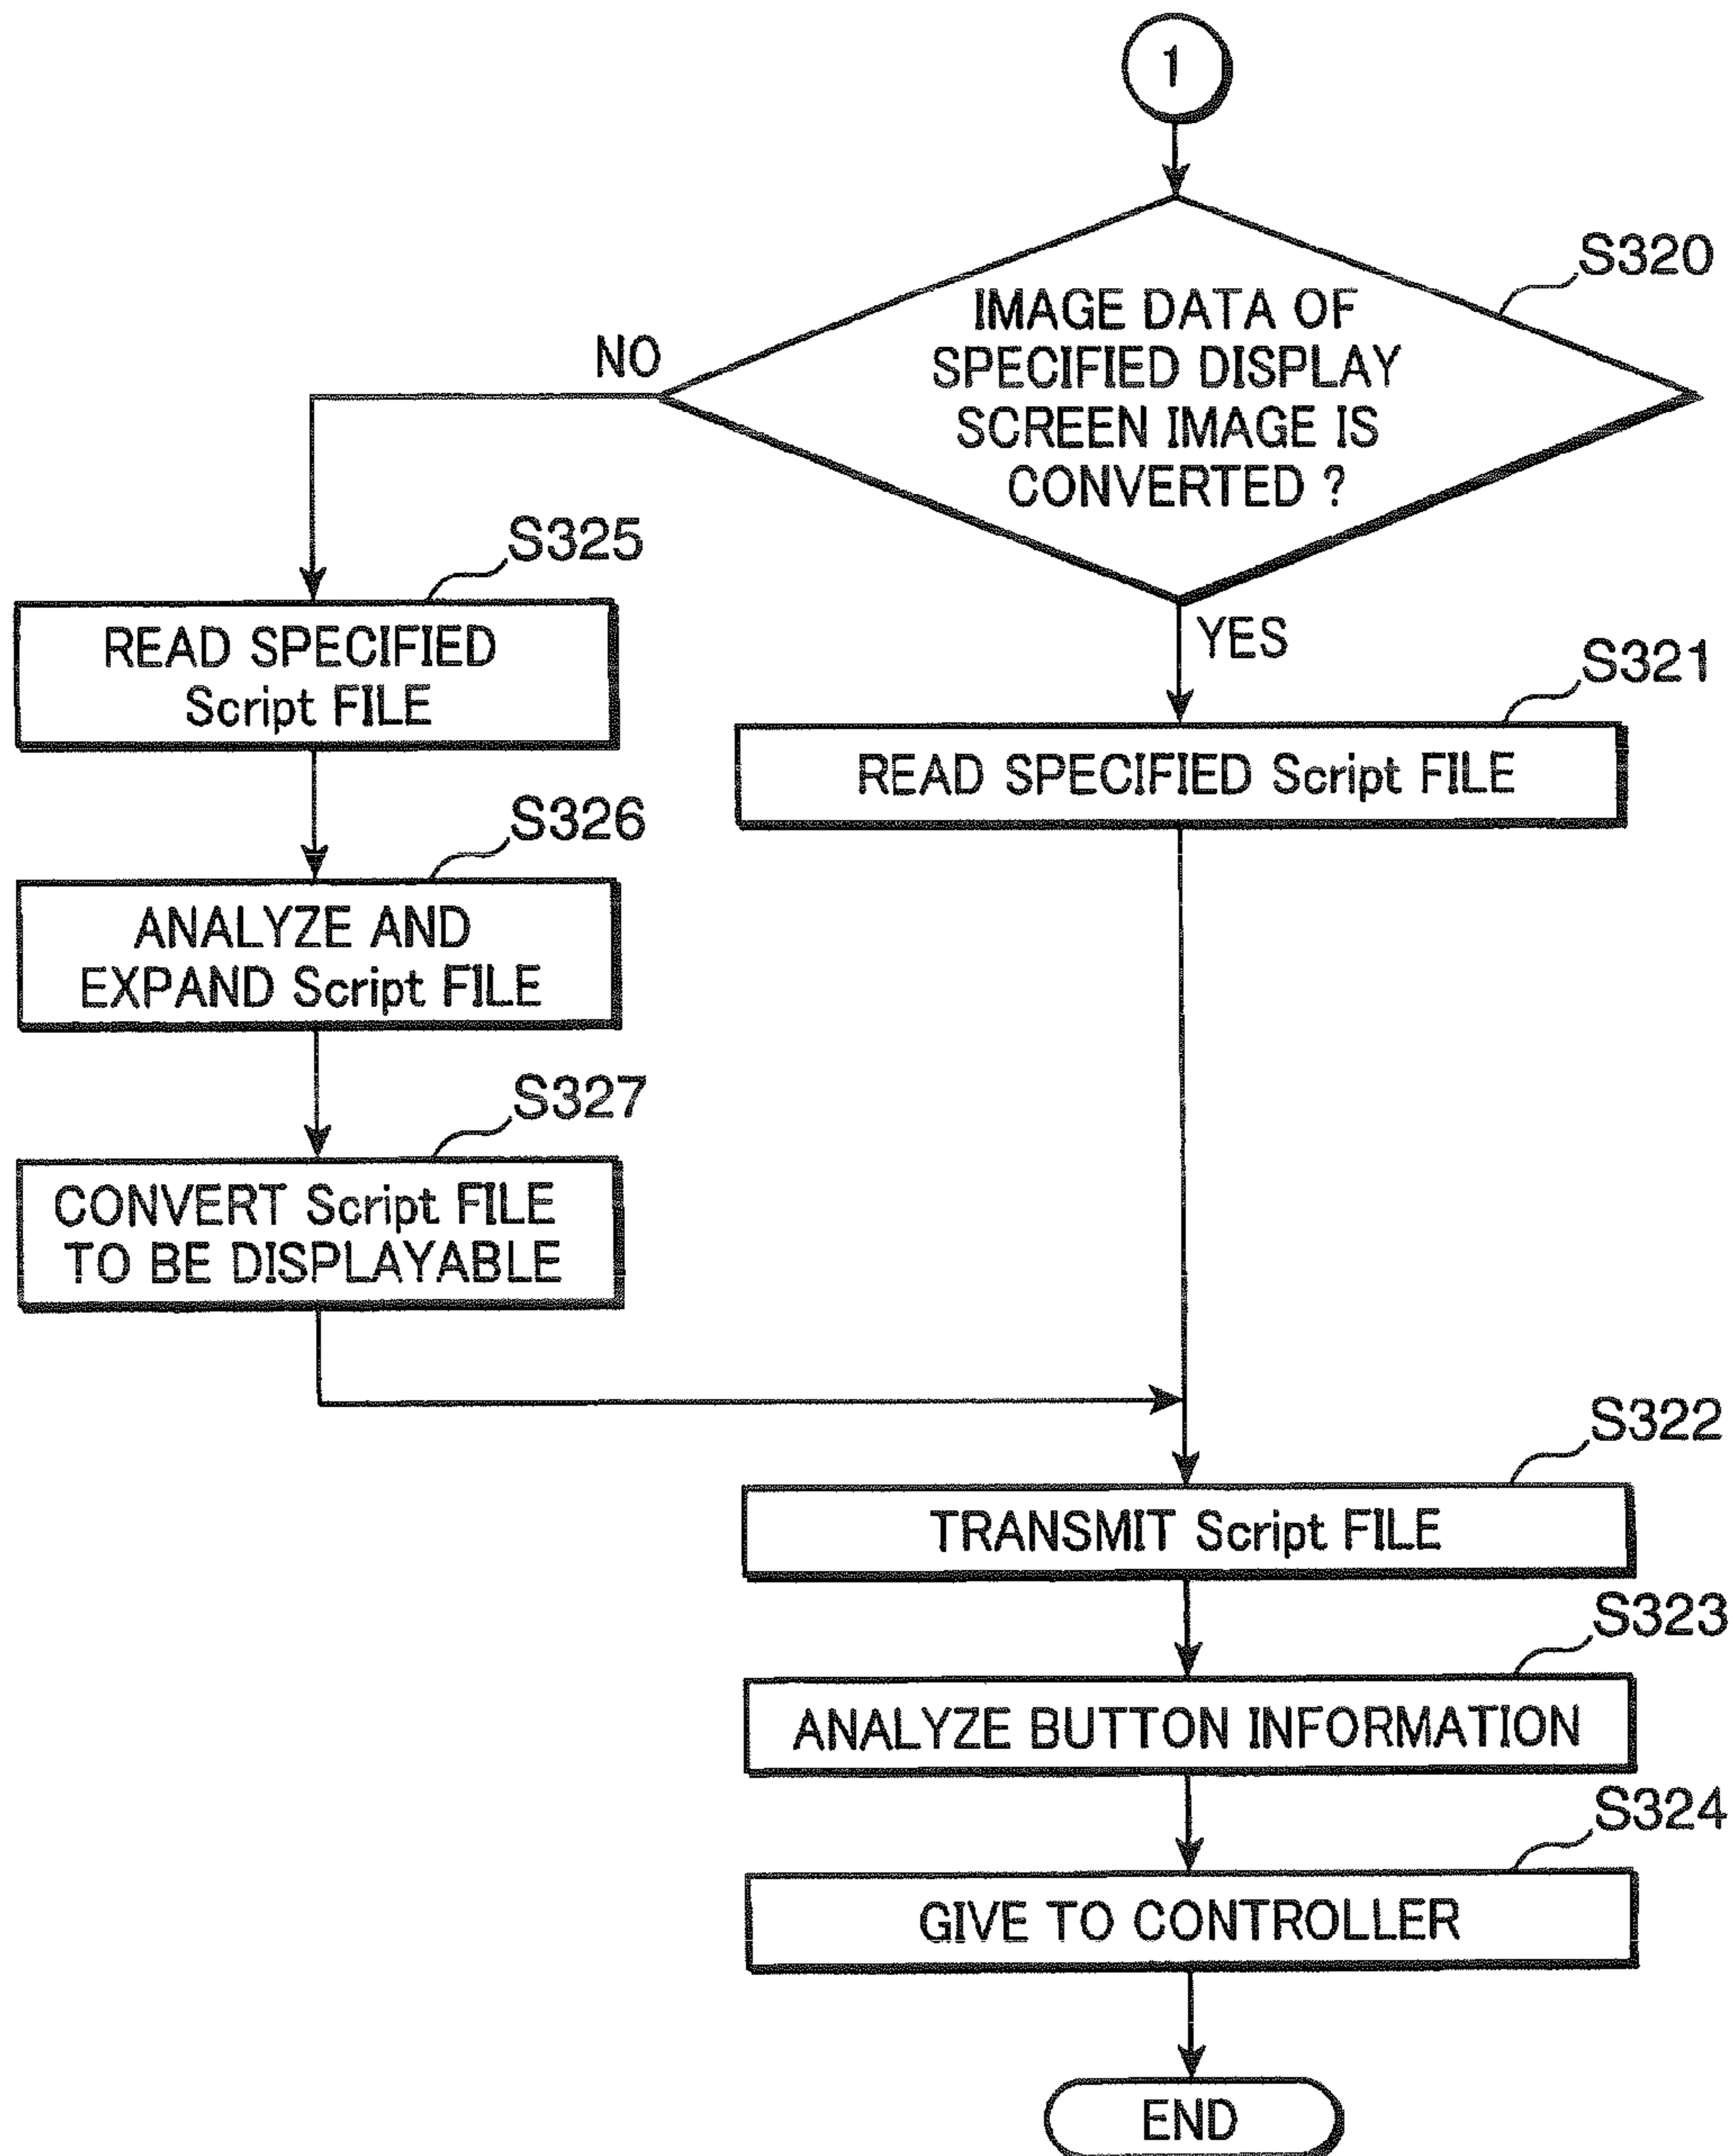 1
S320
IMAGE DATA OF
SPECIFIED DISPLAY
SCREEN IMAGE IS
CONVERTED ?
NO
YES
S325
READ SPECIFIED
Script FILE
S321
READ SPECIFIED Script FILE
S326
ANALYZE AND
EXPAND Script FILE
S327
CONVERT Script FILE
TO BE DISPLAYABLE
S322
TRANSMIT Script FILE
S323
ANALYZE BUTTON INFORMATION
S324
GIVE TO CONTROLLER
END